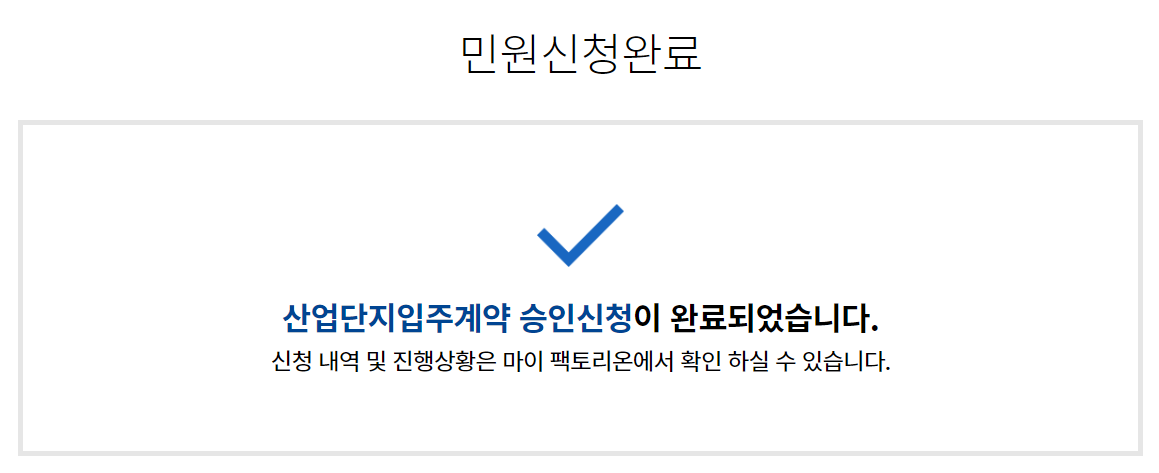 민원신청완료
산업단지입주계약 승인신청이 완료되었습니다.
신청 내역 및 진행상황은 마이 팩토리온에서 확인 하실 수 있습니다.